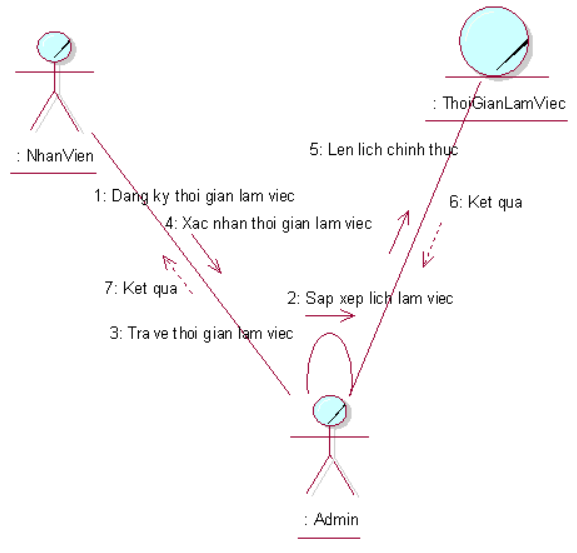 : ThoiGianLamViec
: NhanVien
5: Len lich chinh thuc
1: Dang ky thoi gian lam viec
6: Ket qua
4: Xac nhan thoi gian lam viec
7: Ket qua
2: Sap xep lich lam viec
3: Tra ve thoi gian lam viec
: Admin